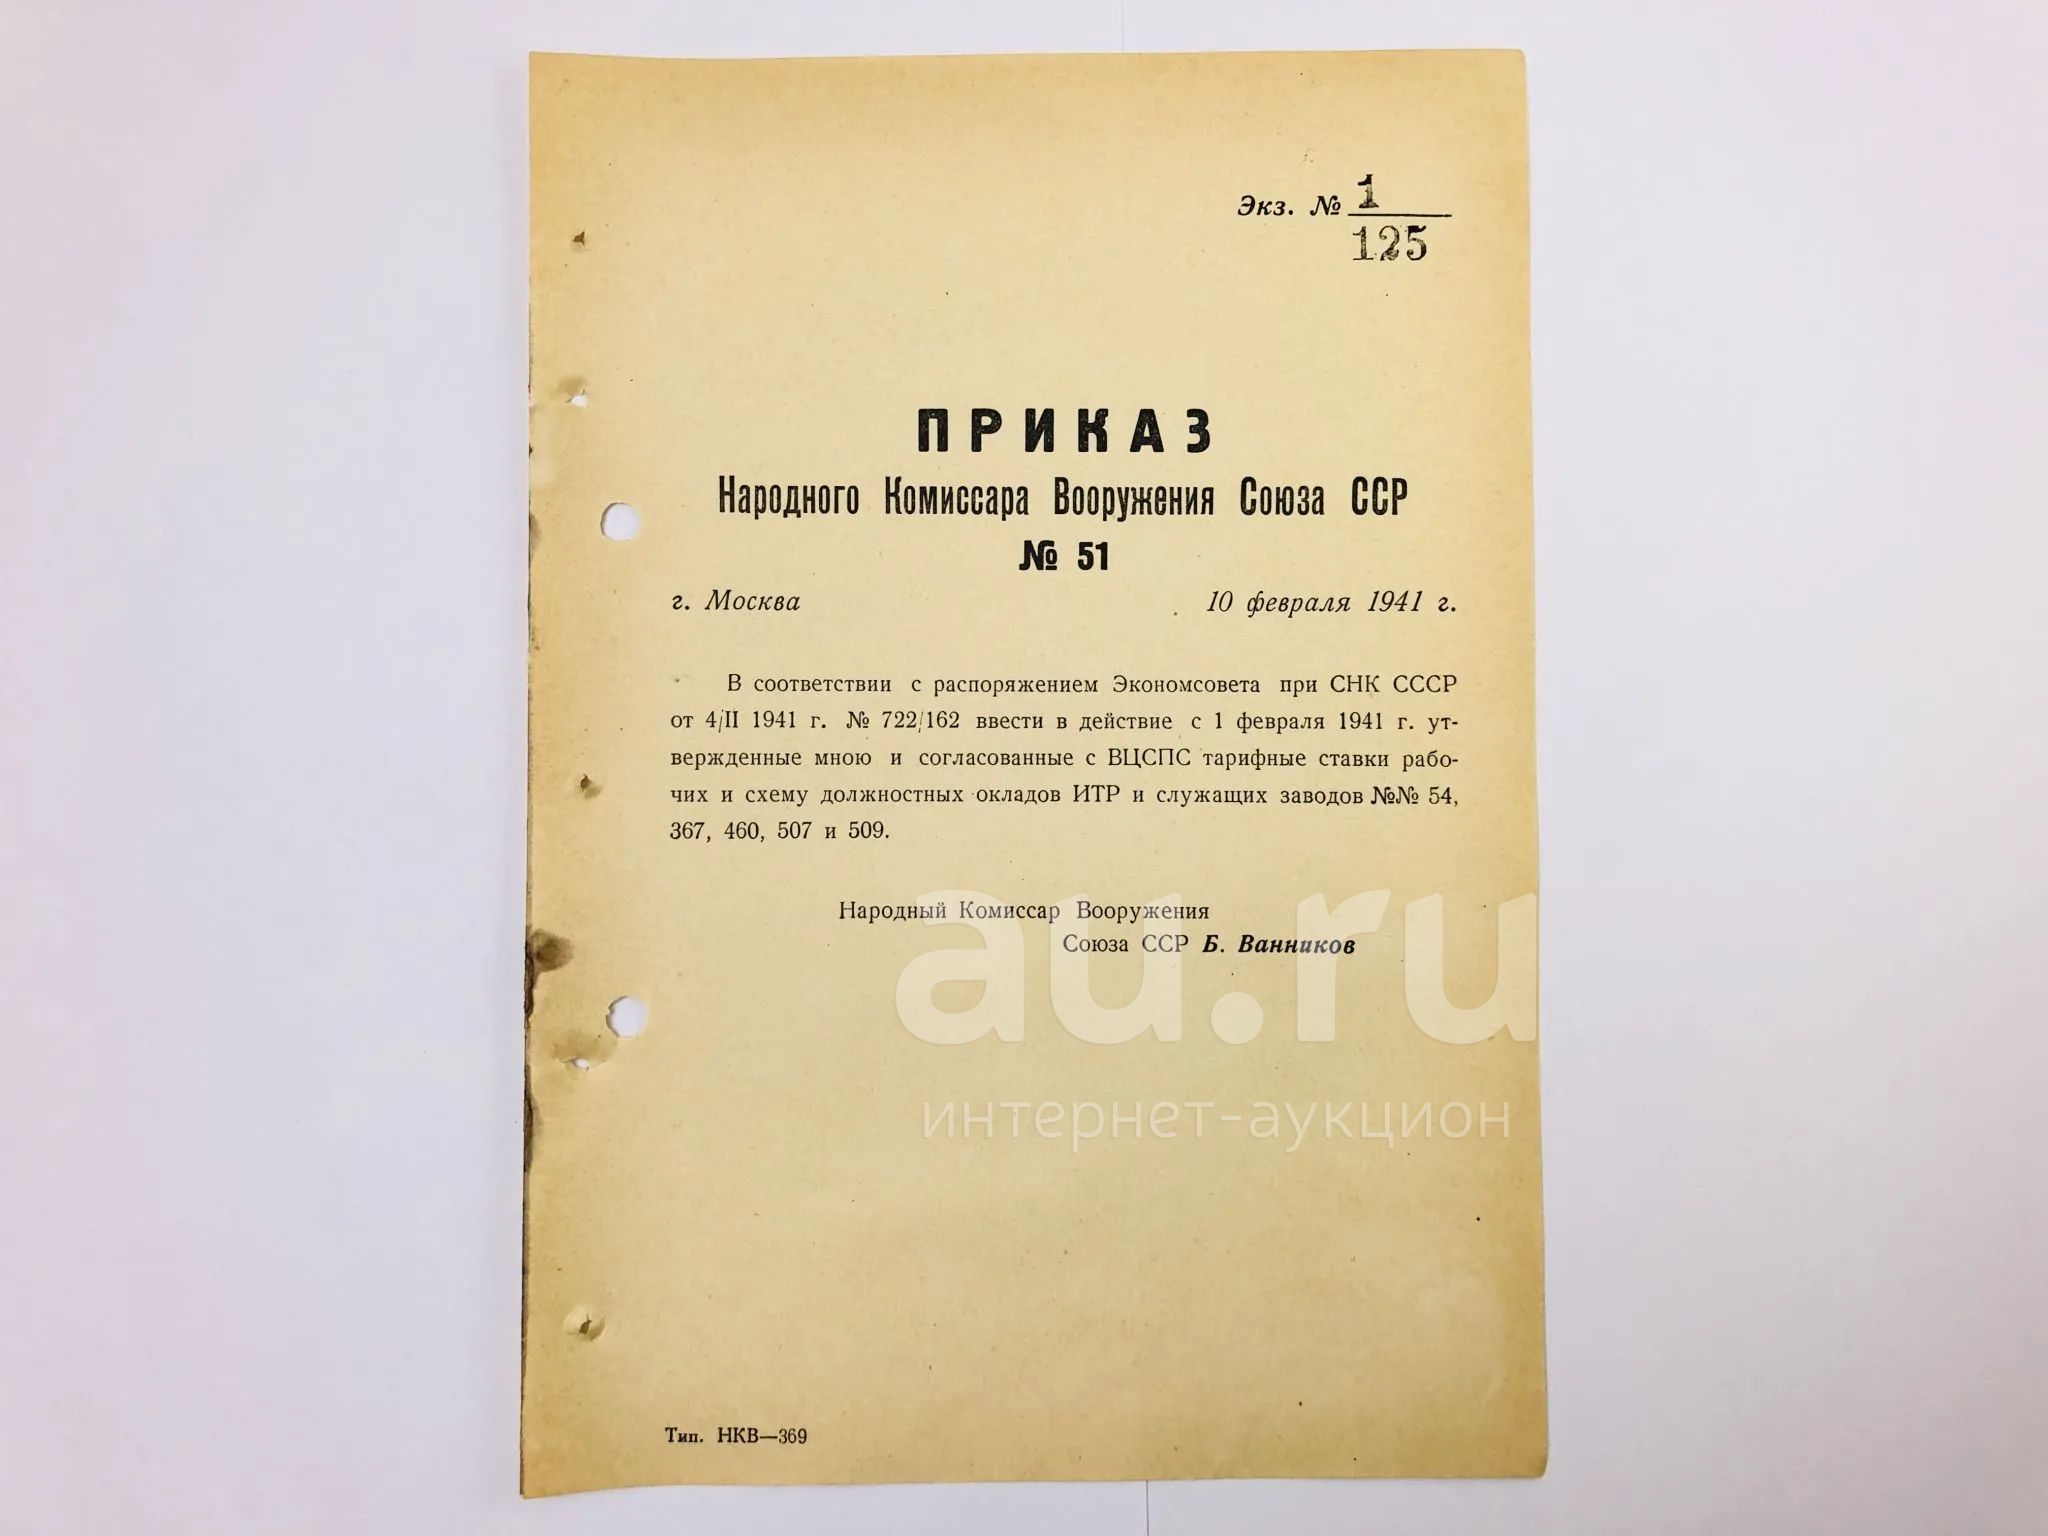 Экз. № 1
125
ПРИКАЗ
Народного Комиссара Вооружения Союза ССР
№ 51
г. Москва 10 февраля 1941 г.
В соответствии с распоряжением Экономсовета при СНК СССР
от 4/II 1941 г. № 722/162 ввести в действие с 1 февраля 1941 г. ут-
вержденные мною и согласованные с ВЦСПС тарифные ставки рабо-
чих и схему должностных окладов ИТР и служащих заводов №№ 54,
367, 460, 507 и 509.
Народный Комиссар Вооружения
Союза ССР Б. Ванников
au.ru
интернет-аукцион
Тип. НКВ—369